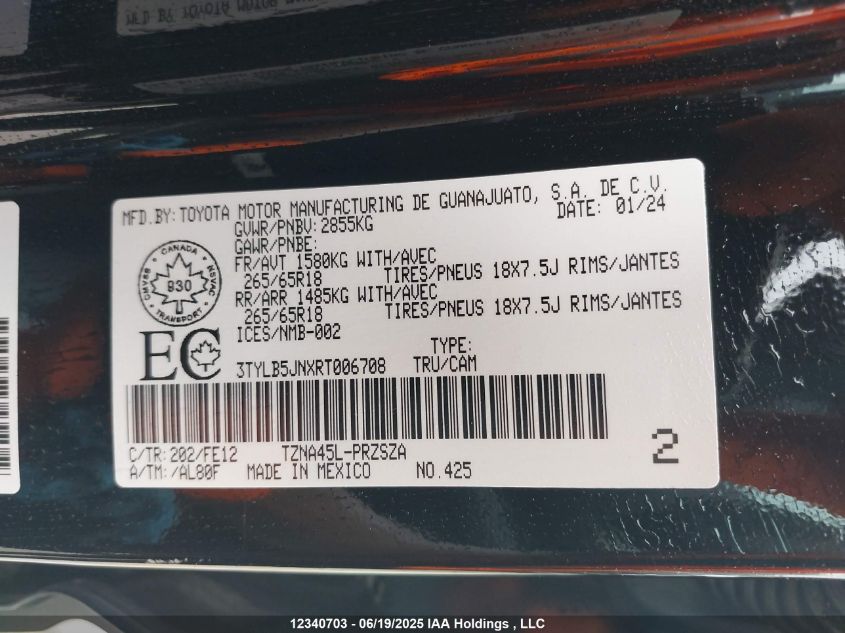 MFD.BY: TOYOTA MOTOR MANUFACTURING DE GUANAJUATO, S.A. DE C.V.
GVWR/PNBV: 2855KG DATE: 01/24
GAWR/PNBE:
FR/AVT 1580KG WITH/AVEC
265/65R18 TIRES/PNEUS 18X7.5J RIMS/JANTES
RR/ARR 1485KG WITH/AVEC
265/65R18 TIRES/PNEUS 18X7.5J RIMS/JANTES
ICES/NMB-002
CANADA
CMVSS
930
NSVAC
TRANSPORT
EC
TYPE:
3TYLB5JNXRT006708 TRU/CAM
C/TR: 202/FE12 TZNA45L-PRZSZA
A/TM: /AL80F MADE IN MEXICO NO.425
2
12340703 - 06/19/2025 IAA Holdings , LLC